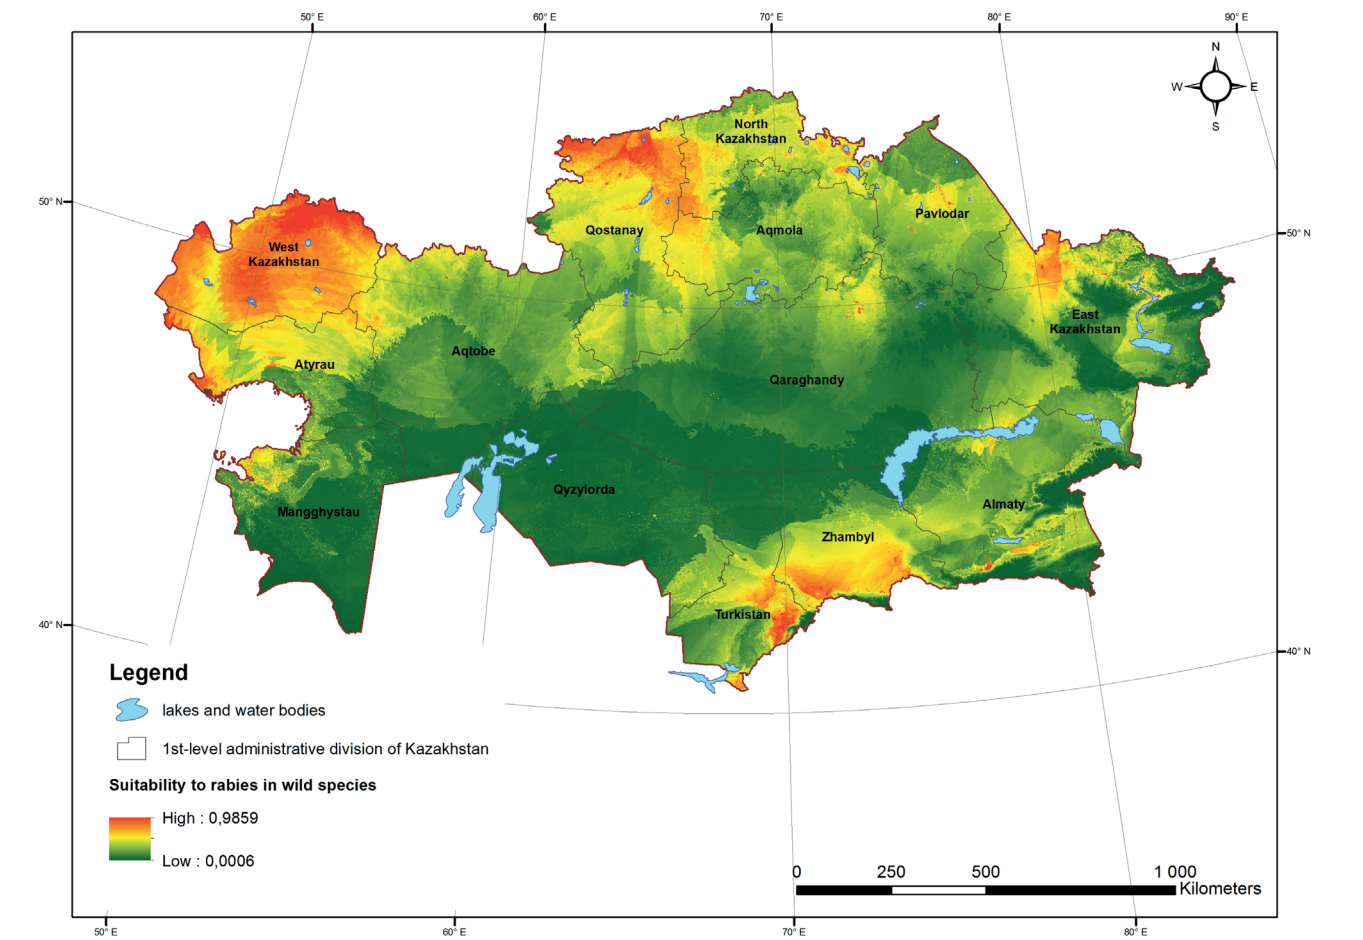 50° E
60° E
70° E
80° E
90° E
N
W
E
S
North
Kazakhstan
50° N
50° N
Pavlodar
Qostanay
Aqmola
West
Kazakhstan
East
Kazakhstan
Aqtobe
Atyrau
Qaraghandy
Qyzylorda
Almaty
Mangghystau
Zhambyl
Turkistan
40° N
40° N
Legend
lakes and water bodies
1st-level administrative division of Kazakhstan
Suitability to rabies in wild species
High : 0,9859
Low : 0,0006
0
250
500
1 000
Kilometers
50° E
60° E
70° E
80° E